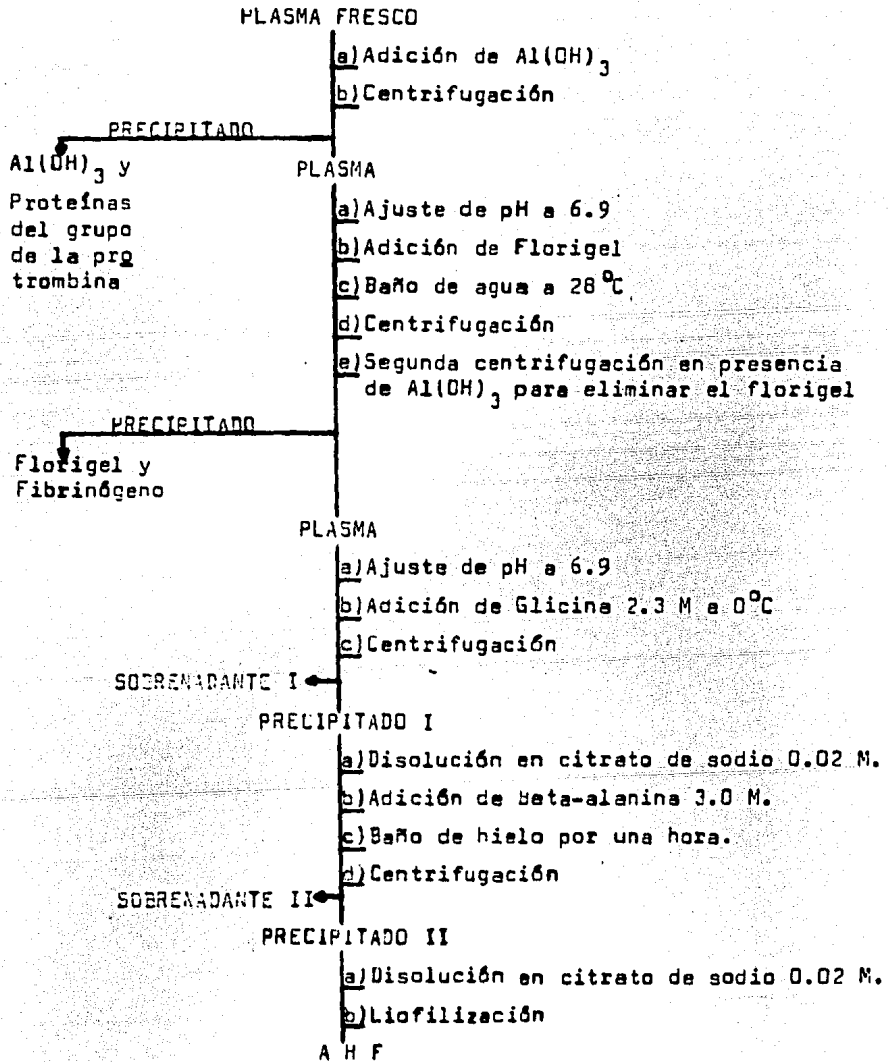 PLASMA FRESCO
a)Adición de Al(OH)3
b)Centrifugación
PRECIPITADO
Al(OH)3 y
Proteínas
del grupo
de la pro
trombina
PLASMA
a)Ajuste de pH a 6.9
b)Adición de Florigel
c)Baño de agua a 28 °C
d)Centrifugación
e)Segunda centrifugación en presencia
de Al(OH)3 para eliminar el florigel
PRECIPITADO
Florigel y
Fibrinógeno
PLASMA
a)Ajuste de pH a 6.9
b)Adición de Glicina 2.3 M a 0°C
c)Centrifugación
SOBRENADANTE I
PRECIPITADO I
a)Disolución en citrato de sodio 0.02 M.
b)Adición de Beta-alanina 3.0 M.
c)Baño de hielo por una hora.
d)Centrifugación
SOBRENADANTE II
PRECIPITADO II
a)Disolución en citrato de sodio 0.02 M.
b)Liofilización
A H F